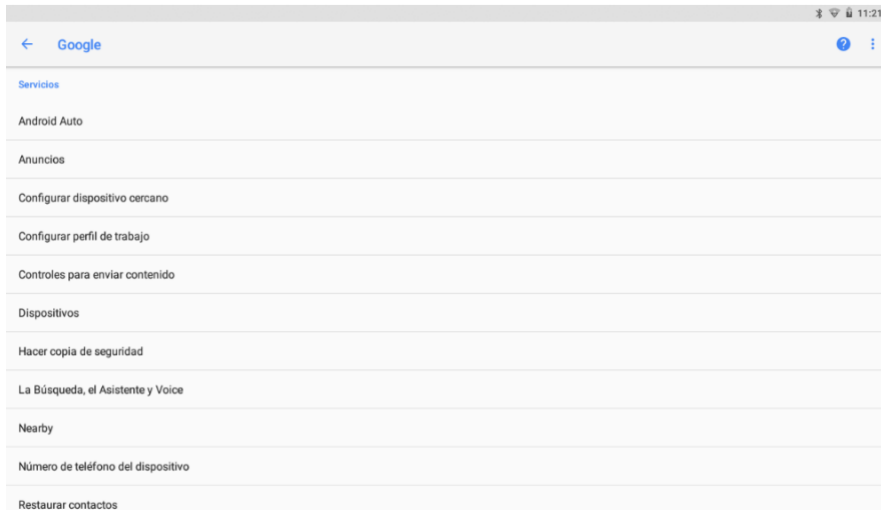 11:21
Google
Servicios
Android Auto
Anuncios
Configurar dispositivo cercano
Configurar perfil de trabajo
Controles para enviar contenido
Dispositivos
Hacer copia de seguridad
La Búsqueda, el Asistente y Voice
Nearby
Número de teléfono del dispositivo
Restaurar contactos